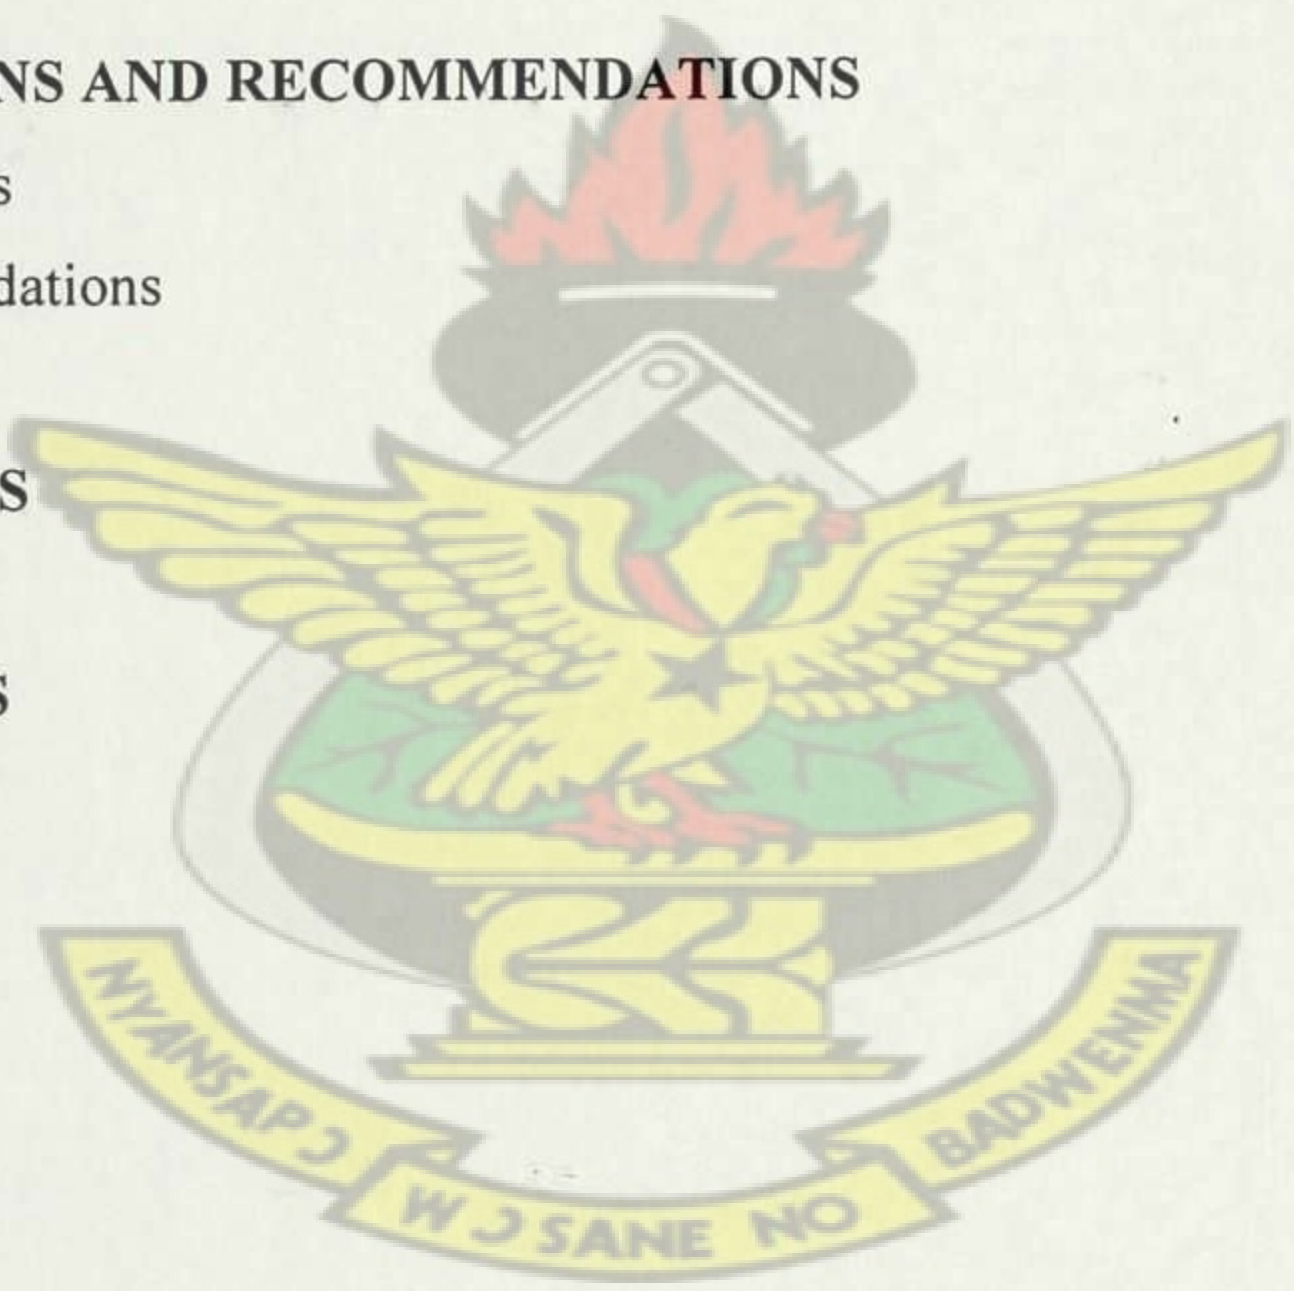 NS AND RECOMMENDATIONS
s
dations
S
S
NYANSAPƆ
WƆSANE NO
BADWENMA